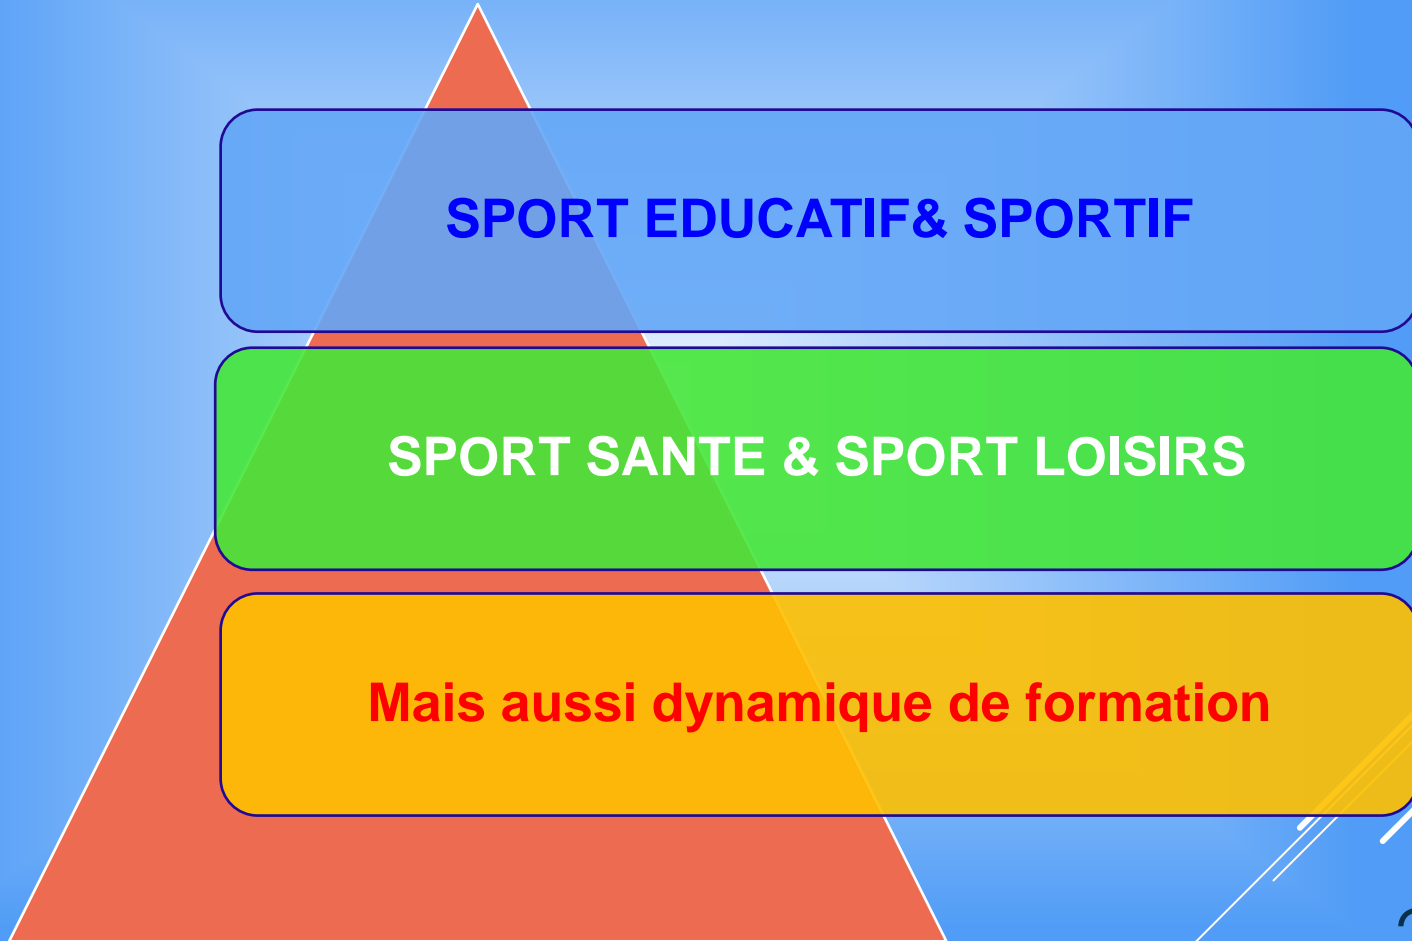 SPORT EDUCATIF& SPORTIF
SPORT SANTE & SPORT LOISIRS
Mais aussi dynamique de formation